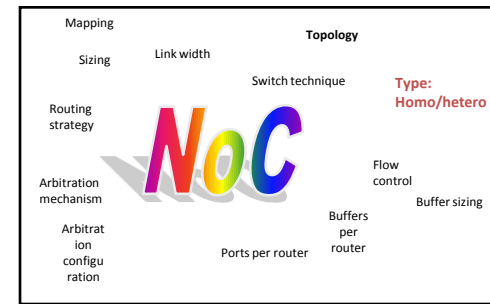 Mapping
Topology
Link width
Sizing
Switch technique
Type:
Homo/hetero
Routing
strategy
NoC
Flow
control
Arbitration
mechanism
Buffer sizing
Buffers
per
router
Arbitrat
ion
configu
ration
Ports per router